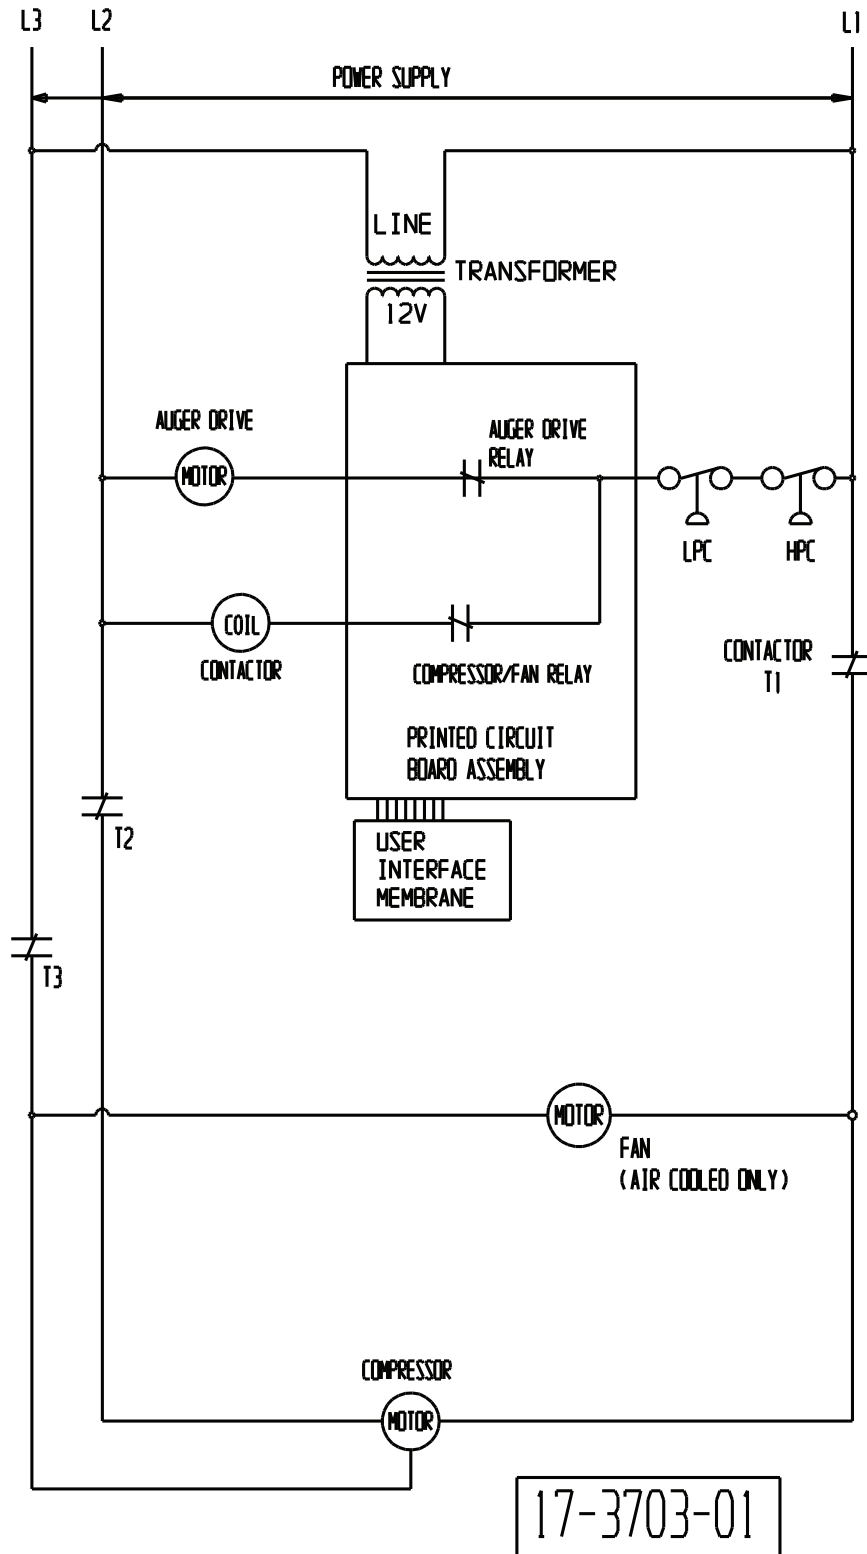 L3 L2 L1
POWER SUPPLY
LINE
TRANSFORMER
12V
AUGER DRIVE
MOTOR
AUGER DRIVE
RELAY
LPC HPC
COIL
CONTACTOR
COMPRESSOR/FAN RELAY
CONTACTOR
T1
PRINTED CIRCUIT
BOARD ASSEMBLY
T2
USER
INTERFACE
MEMBRANE
T3
MOTOR
FAN
(AIR COOLED ONLY)
COMPRESSOR
MOTOR
17-3703-01